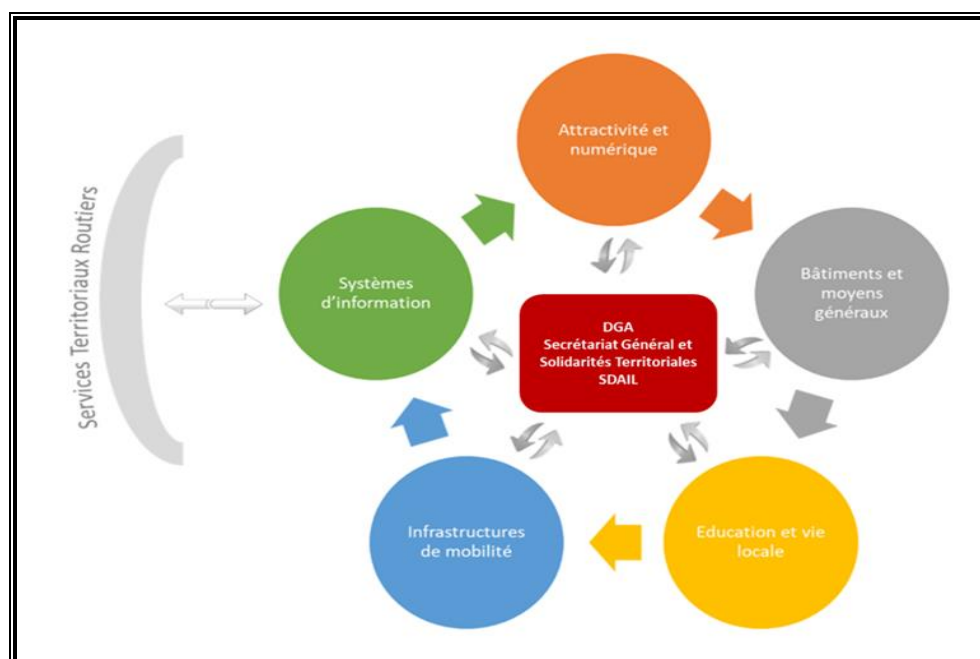 Attractivité et
numérique
Services Territoriaux Routiers
Systèmes
d'information
Bâtiments et
moyens
généraux
DGA
Secrétariat Général et
Solidarités Territoriales
SDAIL
Infrastructures
de mobilité
Education et vie
locale